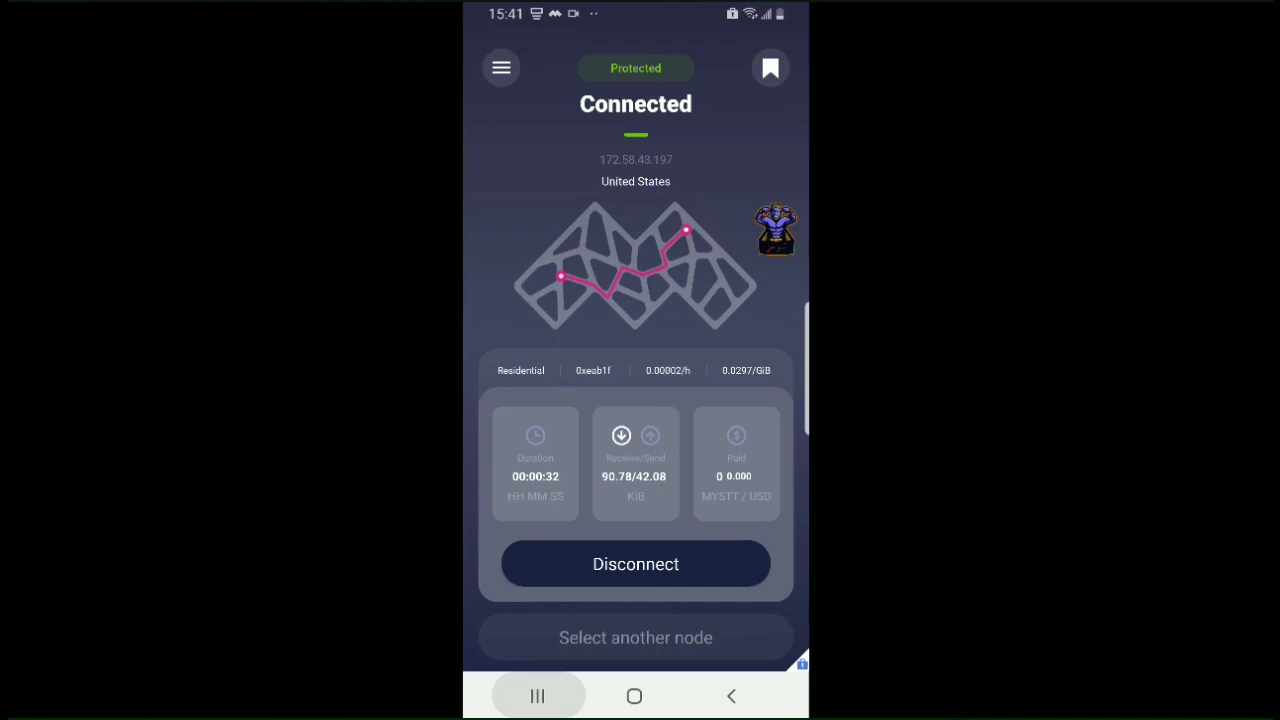 15:41
Protected
Connected
172.58.43.197
United States
Residential 0xeab1f 0.00002/h 0.0297/GiB
Duration Receive/Send Paid
00:00:32 90.78/42.08 0 0.000
HH MM SS KiB MYSTT / USD
Disconnect
Select another node